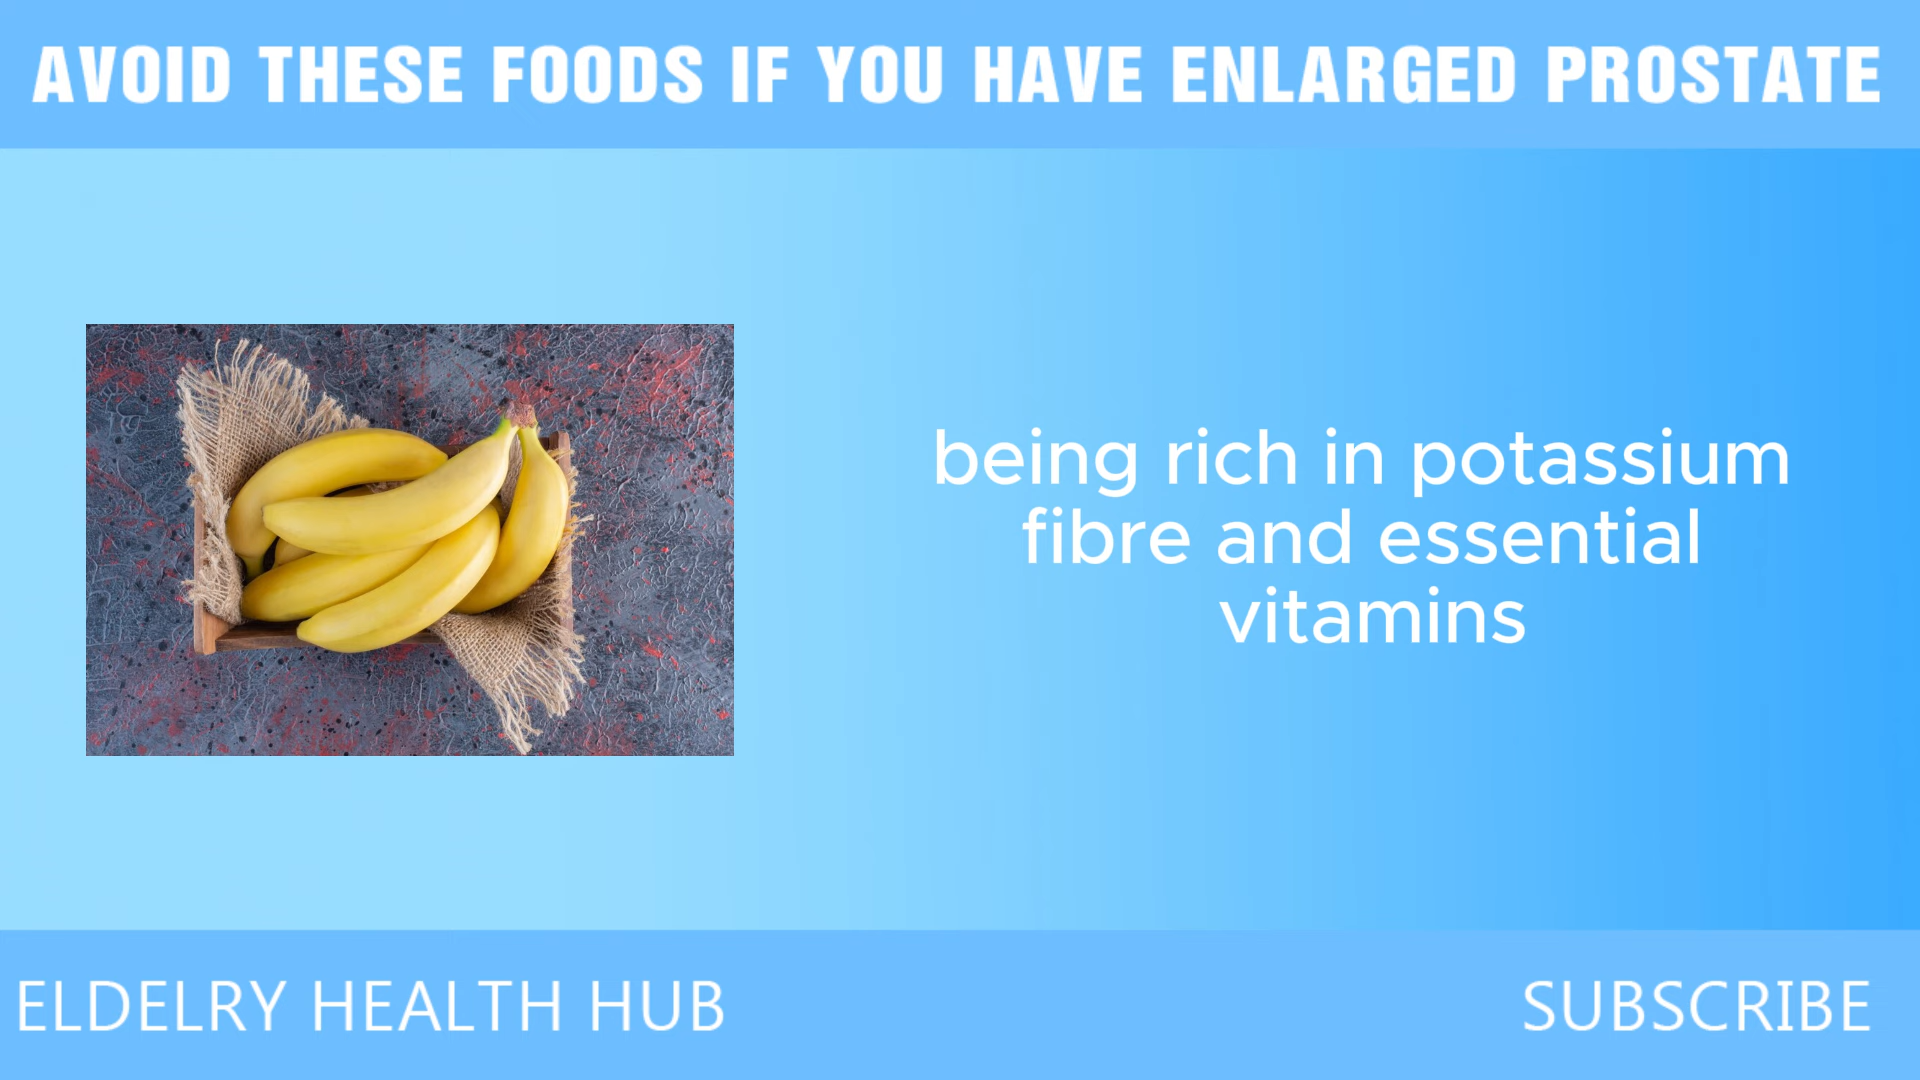 AVOID THESE FOODS IF YOU HAVE ENLARGED PROSTATE
being rich in potassium
fibre and essential
vitamins
ELDELRY HEALTH HUB
SUBSCRIBE